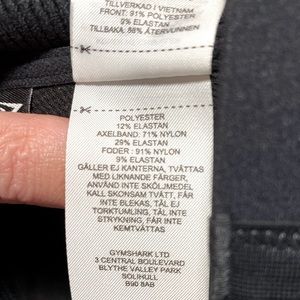 TILLVERKAD I VIETNAM
FRONT: 91% POLYESTER
9% ELASTAN
TILLBAKA: 88% ÅTERVUNNEN
POLYESTER
12% ELASTAN
AXELBAND: 71% NYLON
29% ELASTAN
FODER : 91% NYLON
9% ELASTAN
GÄLLER EJ KANTERNA, TVÄTTAS
MED LIKNANDE FÄRGER,
ANVÄND INTE SKÖLJMEDEL
KALL SKONSAM TVÄTT, FÅR
INTE BLEKAS, TÅL EJ
TORKTUMLING, TÅL EJ
STRYKNING, FÅR INTE
KEMTVÄTTAS
GYMSHARK LTD
3 CENTRAL BOULEVARD
BLYTHE VALLEY PARK
SOLIHULL
B90 8AB